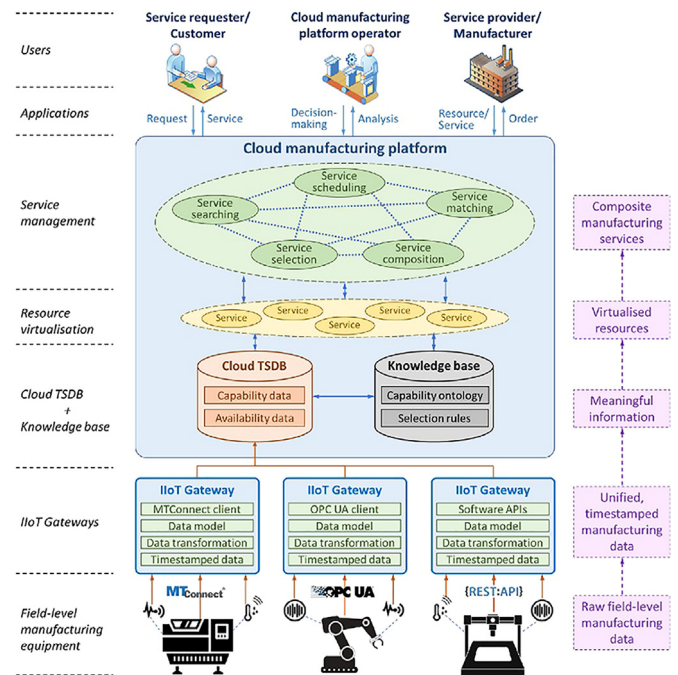 Service requester/
Customer
Cloud manufacturing
platform operator
Service provider/
Manufacturer
Users
Applications
Request
Service
Decision-
making
Analysis
Resource/
Service
Order
Cloud manufacturing platform
Service
management
Service
searching
Service
scheduling
Service
matching
Service
selection
Service
composition
Composite
manufacturing
services
Resource
virtualisation
Service
Service
Service
Service
Service
Virtualised
resources
Cloud TSDB
+
Knowledge base
Cloud TSDB
Capability data
Availability data
Knowledge base
Capability ontology
Selection rules
Meaningful
information
IIoT Gateways
IIoT Gateway
MTConnect client
Data model
Data transformation
Timestamped data
IIoT Gateway
OPC UA client
Data model
Data transformation
Timestamped data
IIoT Gateway
Software APIs
Data model
Data transformation
Timestamped data
Unified,
timestamped
manufacturing
data
Field-level
manufacturing
equipment
MTConnect®
OPC UA
{REST:API}
Raw field-level
manufacturing
data